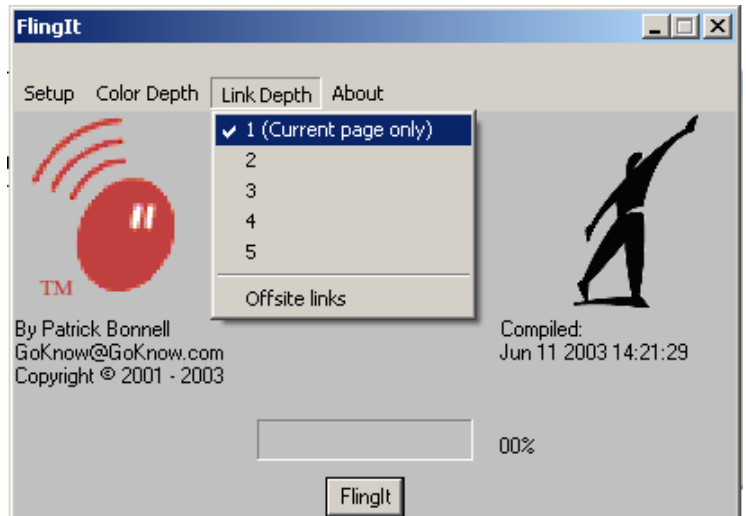 FlingIt
Setup Color Depth Link Depth About
1 (Current page only)
2
3
4
5
Offsite links
TM
By Patrick Bonnell
GoKnow@GoKnow.com
Copyright © 2001 - 2003
Compiled:
Jun 11 2003 14:21:29
00%
FlingIt